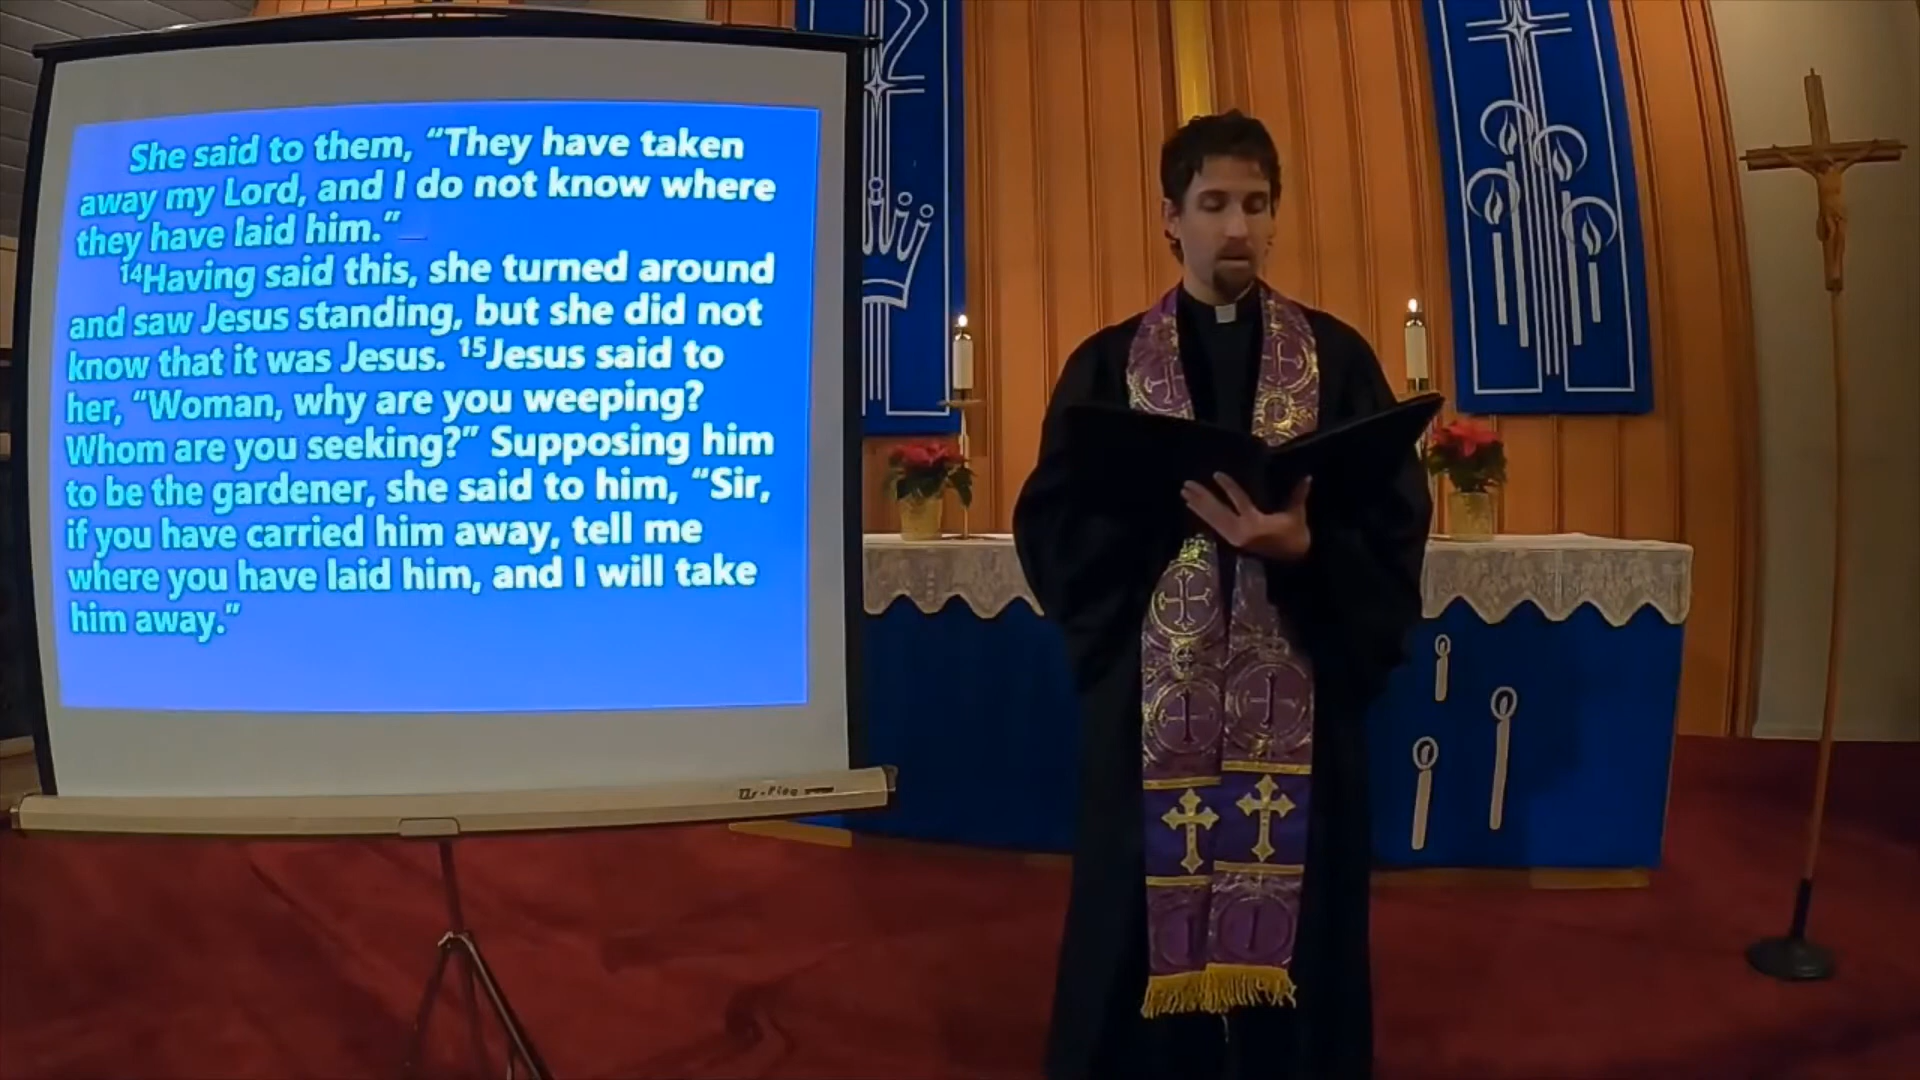 She said to them, “They have taken
away my Lord, and I do not know where
they have laid him.”
¹⁴Having said this, she turned around
and saw Jesus standing, but she did not
know that it was Jesus. ¹⁵Jesus said to
her, “Woman, why are you weeping?
Whom are you seeking?” Supposing him
to be the gardener, she said to him, “Sir,
if you have carried him away, tell me
where you have laid him, and I will take
him away.”